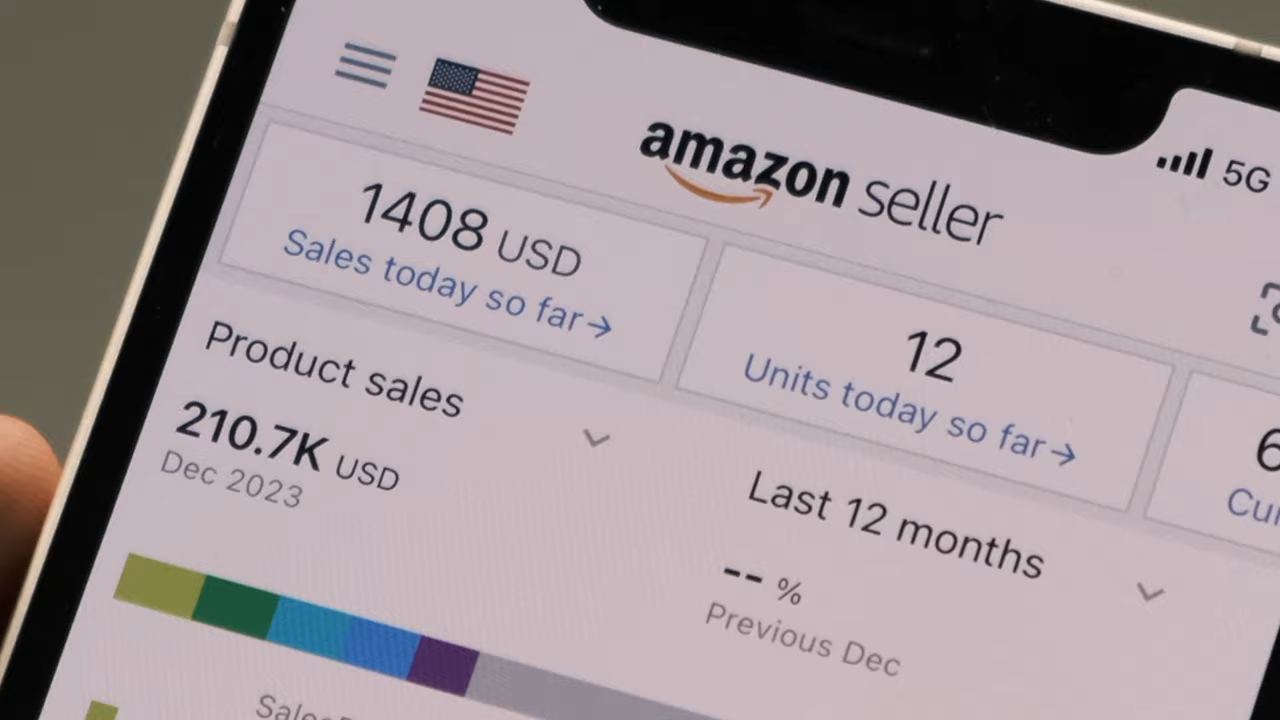 5G
amazon seller
1408 USD
Sales today so far→
12
Units today so far→
Product sales
210.7K USD
Dec 2023
Last 12 months
-- %
Previous Dec